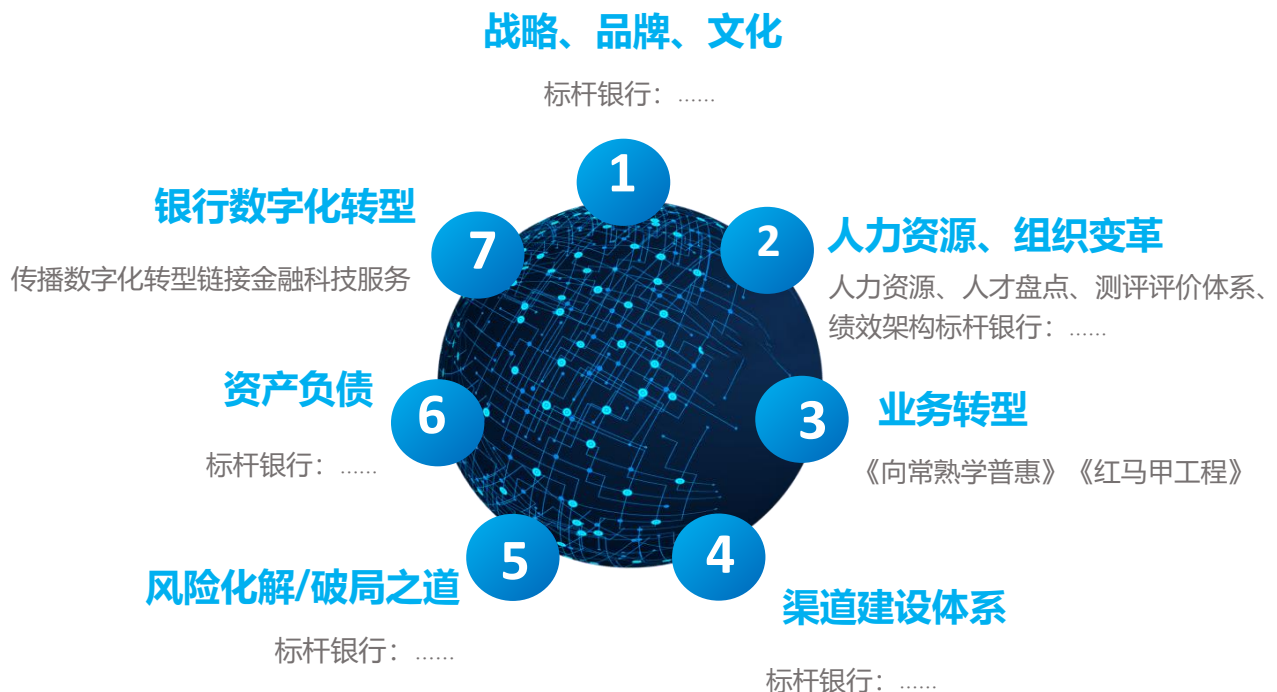 战略、品牌、文化
标杆银行：......
1
2
人力资源、组织变革
人力资源、人才盘点、测评评价体系、
绩效架构标杆银行：......
3
业务转型
《向常熟学普惠》《红马甲工程》
4
渠道建设体系
标杆银行：......
5
风险化解/破局之道
标杆银行：......
6
资产负债
标杆银行：......
7
银行数字化转型
传播数字化转型链接金融科技服务